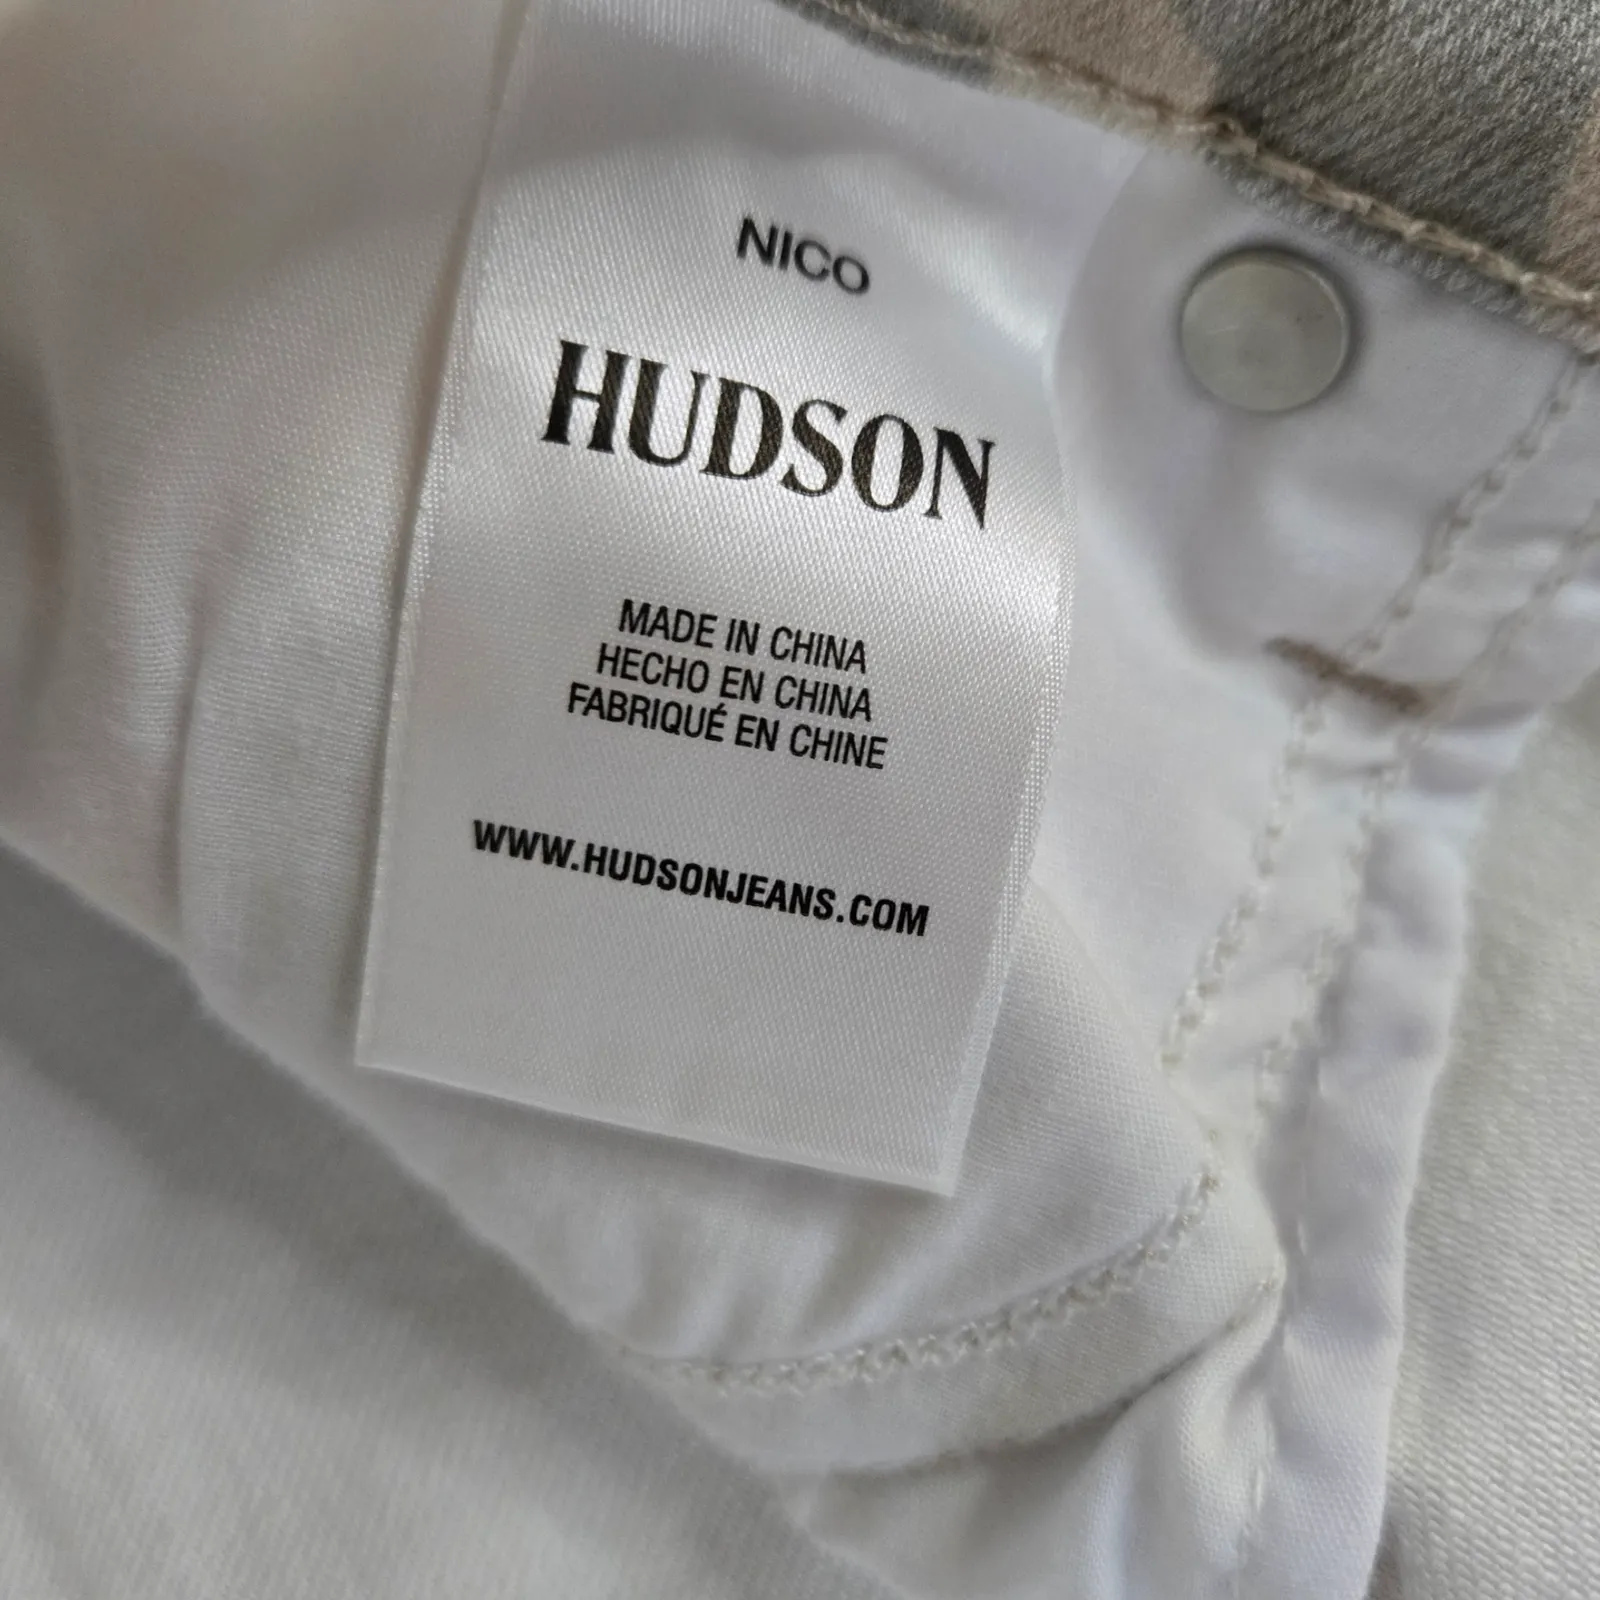 NICO
HUDSON
MADE IN CHINA
HECHO EN CHINA
FABRIQUÉ EN CHINE
WWW.HUDSONJEANS.COM